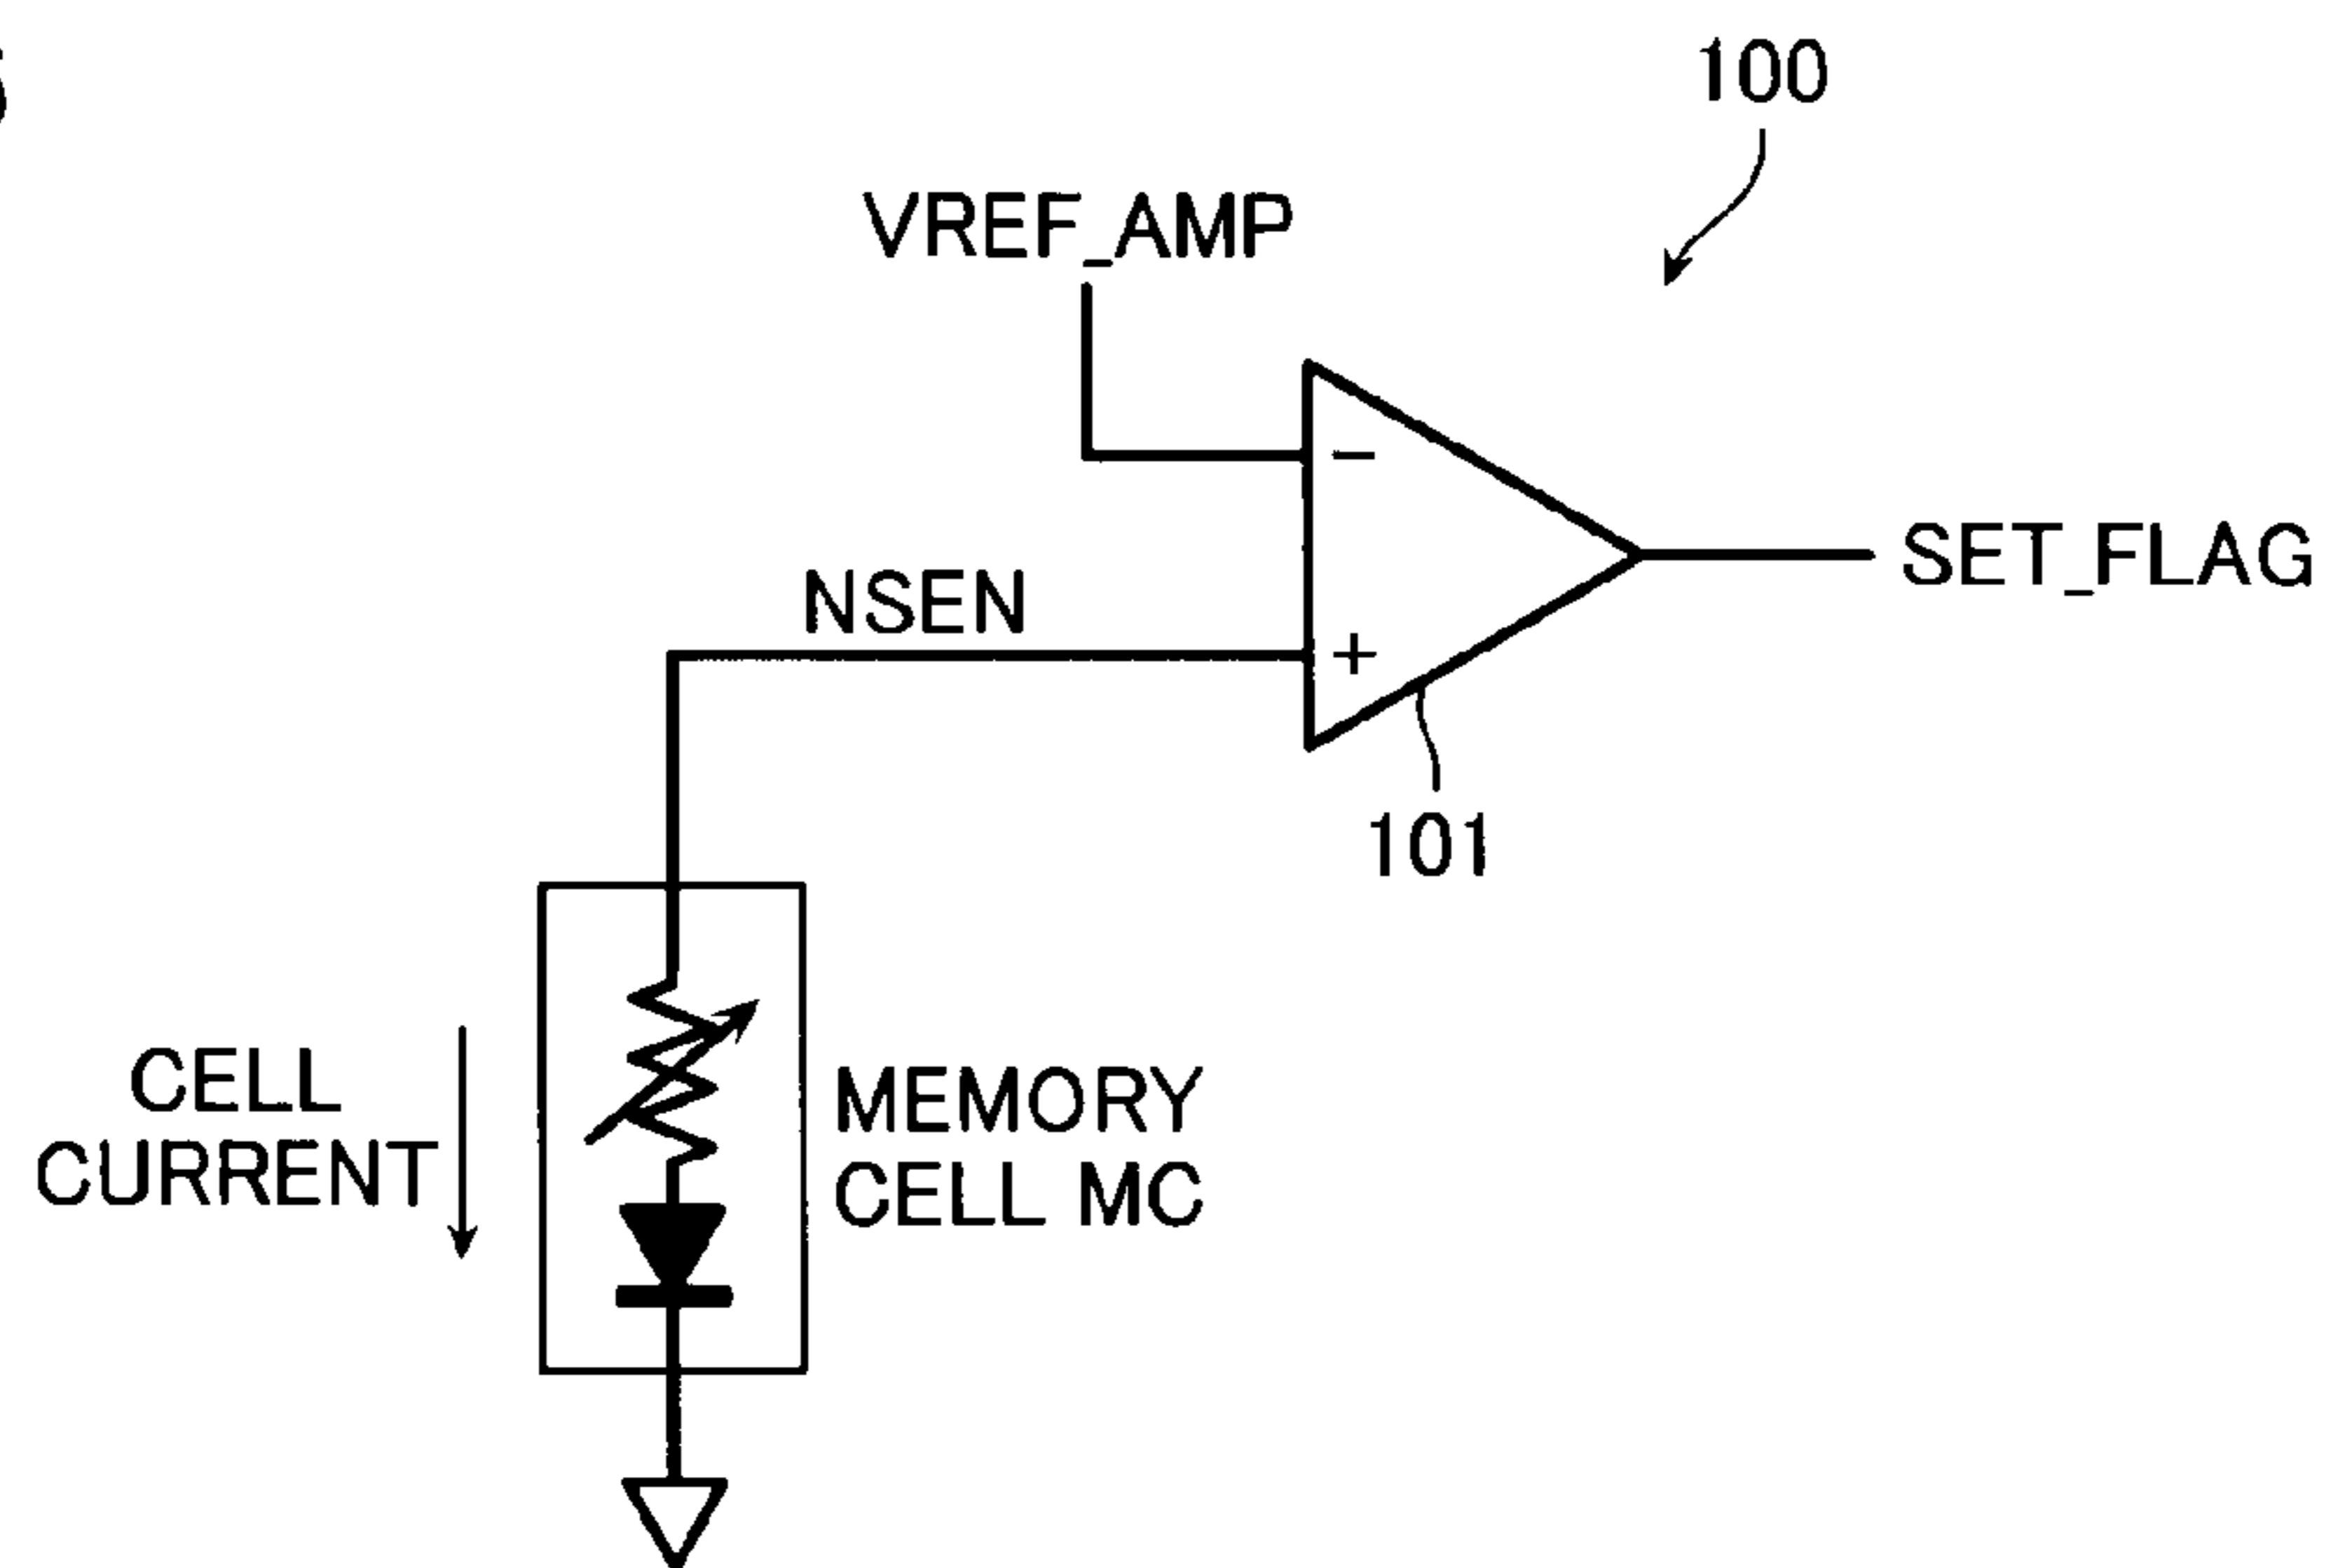 100
VREF_AMP
−
SET_FLAG
NSEN
+
101
CELL
CURRENT
MEMORY
CELL MC